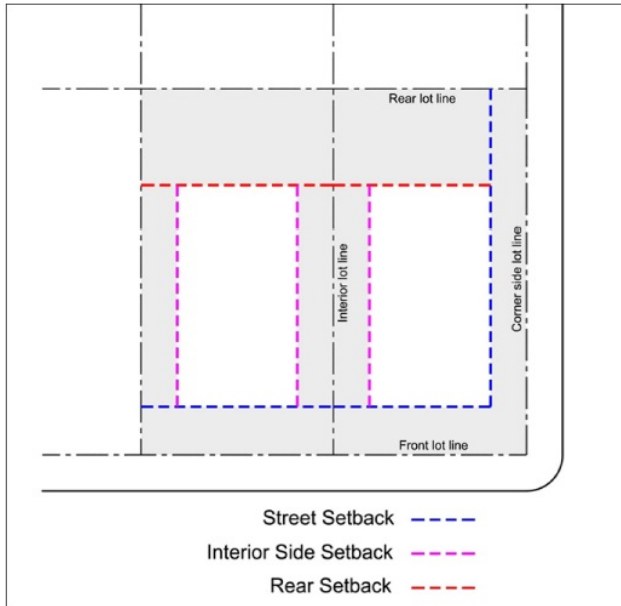 Rear lot line
Interior lot line
Corner side lot line
Front lot line
Street Setback
Interior Side Setback
Rear Setback